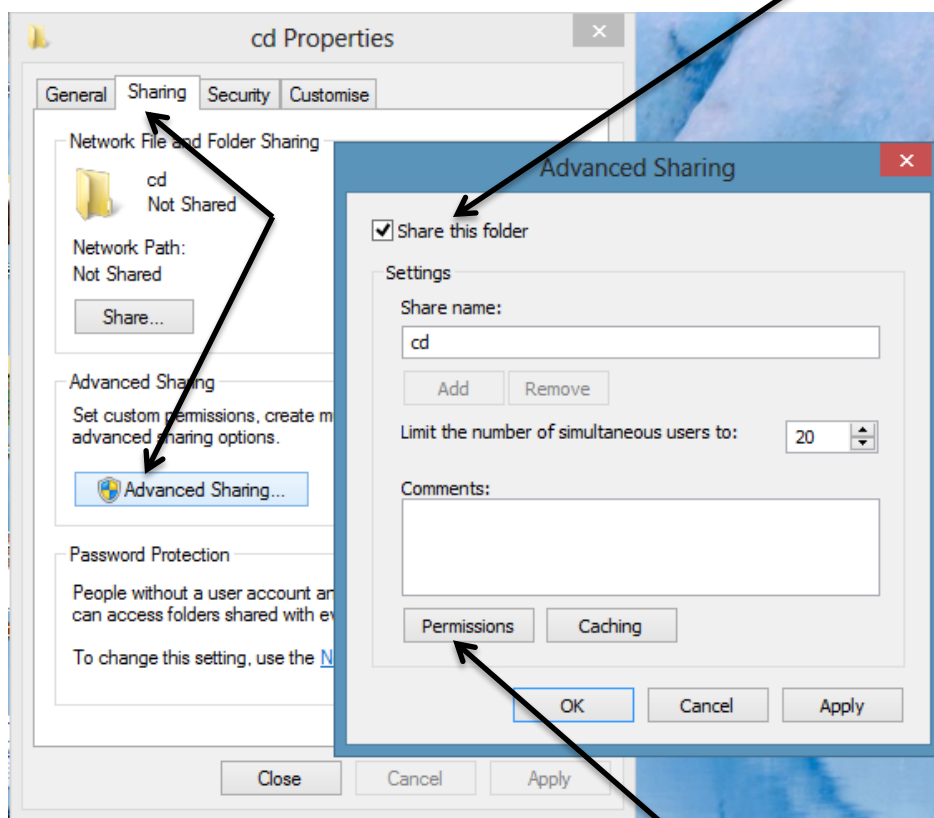 cd Properties
General Sharing Security Customise
Network File and Folder Sharing
cd
Not Shared
Network Path:
Not Shared
Share...
Advanced Sharing
Set custom permissions, create m
advanced sharing options.
Advanced Sharing...
Password Protection
People without a user account an
can access folders shared with ev
To change this setting, use the N
Close Cancel Apply
Advanced Sharing
Share this folder
Settings
Share name:
cd
Add Remove
Limit the number of simultaneous users to: 20
Comments:
Permissions Caching
OK Cancel Apply